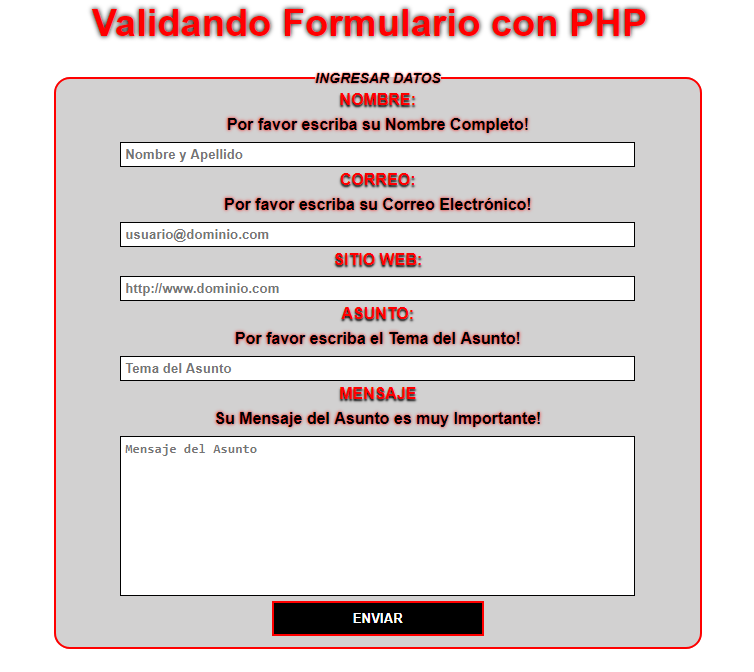 Validando Formulario con PHP
INGRESAR DATOS
NOMBRE:
Por favor escriba su Nombre Completo!
Nombre y Apellido
CORREO:
Por favor escriba su Correo Electrónico!
usuario@dominio.com
SITIO WEB:
http://www.dominio.com
ASUNTO:
Por favor escriba el Tema del Asunto!
Tema del Asunto
MENSAJE
Su Mensaje del Asunto es muy Importante!
Mensaje del Asunto
ENVIAR